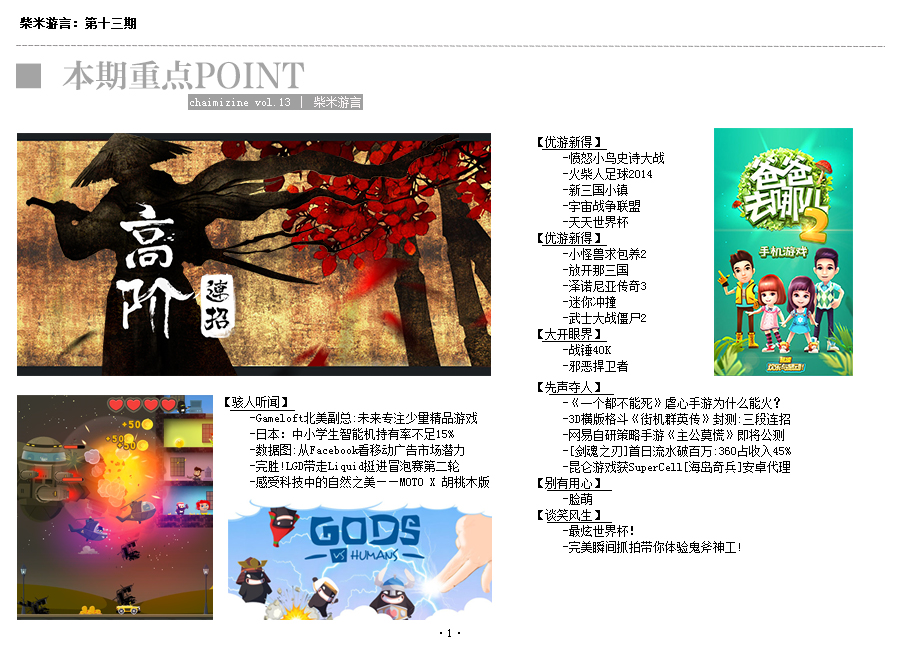 柴米游言：第十三期
本期重点POINT
chaimizine vol.13 | 柴米游言
高阶
连招
【骇人听闻】
-Gameloft北美副总:未来专注少量精品游戏
-日本：中小学生智能机持有率不足15%
-数据图:从Facebook看移动广告市场潜力
-完胜!LGD带走Liquid挺进冒泡赛第二轮
-感受科技中的自然之美——MOTO X 胡桃木版
+50
+50
+50
GODS
VS HUMANS
【优游新得】
-愤怒小鸟史诗大战
-火柴人足球2014
-新三国小镇
-宇宙战争联盟
-天天世界杯
【优游新得】
-小怪兽求包养2
-放开那三国
-泽诺尼亚传奇3
-迷你冲撞
-武士大战僵尸2
【大开眼界】
-战锤40K
-邪恶捍卫者
【先声夺人】
-《一个都不能死》虐心手游为什么能火？
-3D横版格斗《街机群英传》封测:三段连招
-网易自研策略手游《主公莫慌》即将公测
-[剑魂之刃]首日流水破百万:360占收入45%
-昆仑游戏获SuperCell[海岛奇兵]安卓代理
【别有用心】
-脸萌
【谈笑风生】
-最炫世界杯！
-完美瞬间抓拍带你体验鬼斧神工！
爸爸去哪儿2
手机游戏
·1·